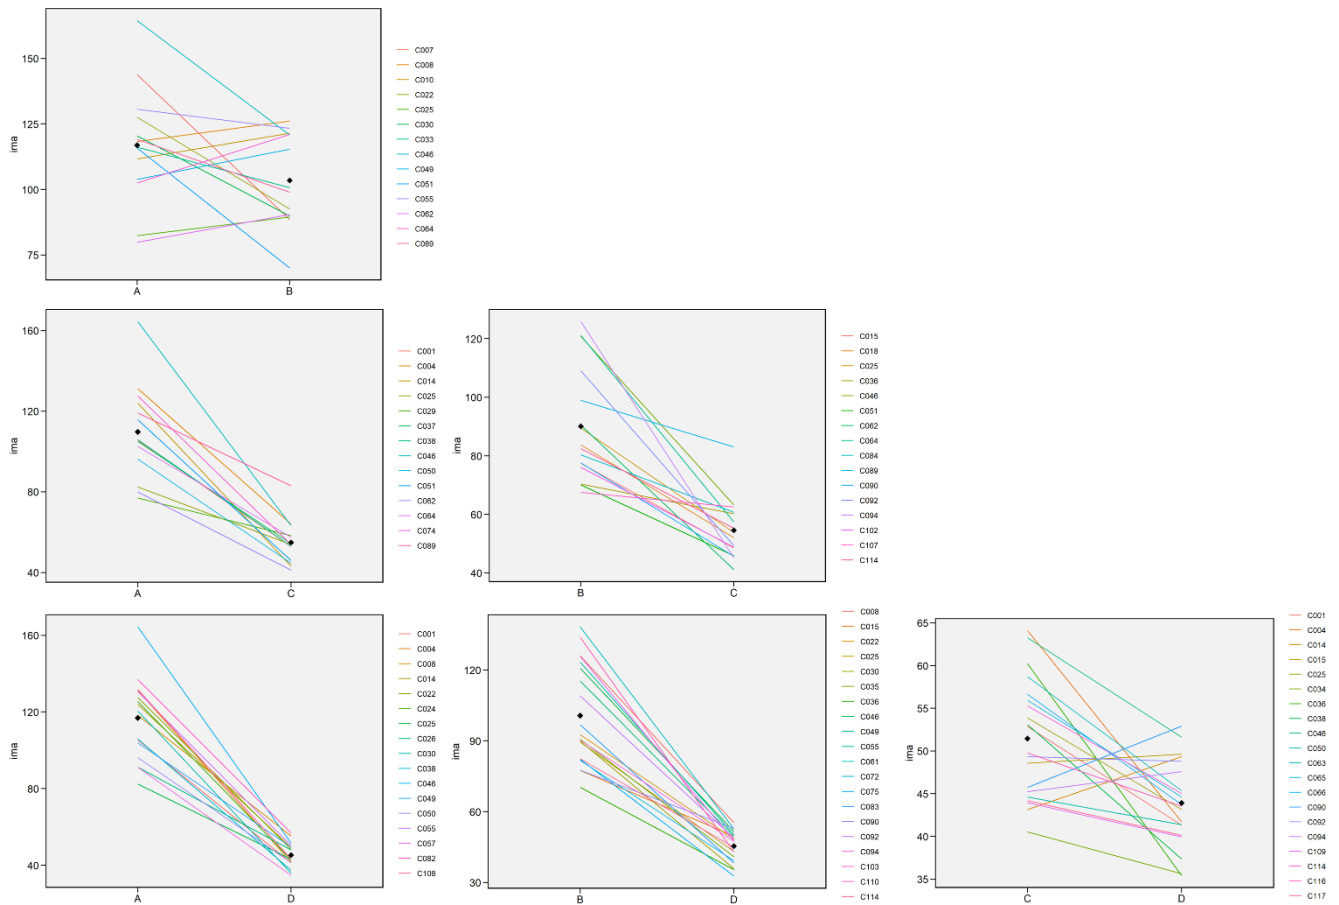 ima
150
125
100
75
A
B
C007
C008
C010
C022
C025
C030
C033
C046
C049
C051
C055
C062
C064
C089
ima
160
120
80
40
A
C
C001
C004
C014
C025
C029
C037
C038
C046
C050
C051
C062
C064
C074
C089
ima
120
100
80
60
40
B
C
C015
C018
C025
C036
C046
C051
C062
C064
C084
C089
C090
C092
C094
C102
C107
C114
ima
160
120
80
40
A
D
C001
C004
C008
C014
C022
C024
C025
C026
C030
C038
C046
C049
C050
C055
C057
C082
C108
ima
120
90
60
30
B
D
C008
C015
C022
C025
C030
C035
C036
C046
C049
C055
C061
C072
C075
C083
C090
C092
C094
C103
C110
C114
ima
65
60
55
50
45
40
35
C
D
C001
C004
C014
C015
C025
C034
C036
C038
C046
C050
C063
C065
C066
C090
C092
C094
C109
C114
C116
C117